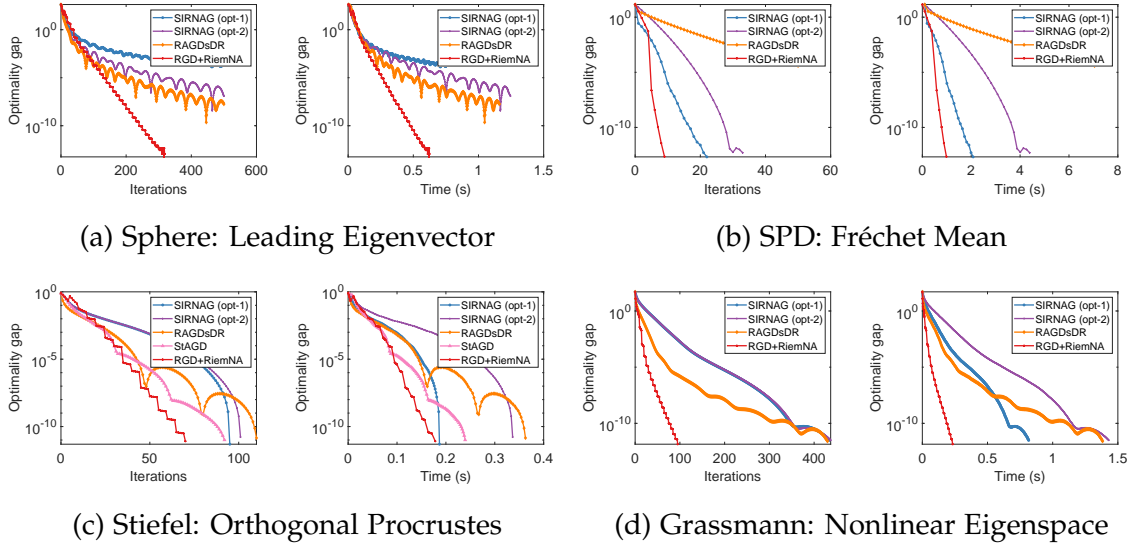 10^0
10^-10
Optimality gap
SIRNAG (opt-1)
SIRNAG (opt-2)
RAGDsDR
RGD+RiemNA
0 200 400 600
Iterations
10^0
10^-10
Optimality gap
SIRNAG (opt-1)
SIRNAG (opt-2)
RAGDsDR
RGD+RiemNA
0 0.5 1 1.5
Time (s)
(a) Sphere: Leading Eigenvector
10^0
10^-10
Optimality gap
SIRNAG (opt-1)
SIRNAG (opt-2)
RAGDsDR
RGD+RiemNA
0 20 40 60
Iterations
10^0
10^-10
Optimality gap
SIRNAG (opt-1)
SIRNAG (opt-2)
RAGDsDR
RGD+RiemNA
0 2 4 6 8
Time (s)
(b) SPD: Fréchet Mean
10^0
10^-5
10^-10
Optimality gap
SIRNAG (opt-1)
SIRNAG (opt-2)
RAGDsDR
StAGD
RGD+RiemNA
0 50 100
Iterations
10^0
10^-5
10^-10
Optimality gap
SIRNAG (opt-1)
SIRNAG (opt-2)
RAGDsDR
StAGD
RGD+RiemNA
0 0.1 0.2 0.3 0.4
Time (s)
(c) Stiefel: Orthogonal Procrustes
10^0
10^-5
10^-10
Optimality gap
SIRNAG (opt-1)
SIRNAG (opt-2)
RAGDsDR
RGD+RiemNA
0 100 200 300 400
Iterations
10^0
10^-5
10^-10
Optimality gap
SIRNAG (opt-1)
SIRNAG (opt-2)
RAGDsDR
RGD+RiemNA
0 0.5 1 1.5
Time (s)
(d) Grassmann: Nonlinear Eigenspace